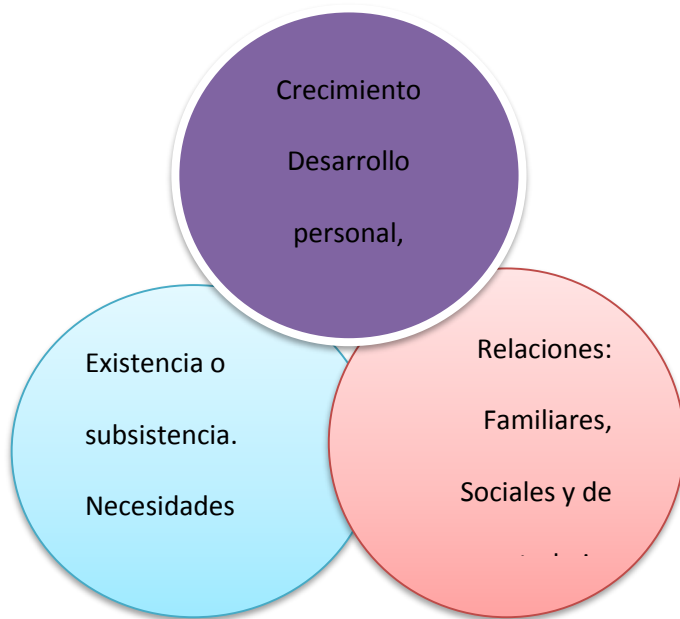 Crecimiento
Desarrollo
personal,
Existencia o
subsistencia.
Necesidades
Relaciones:
Familiares,
Sociales y de